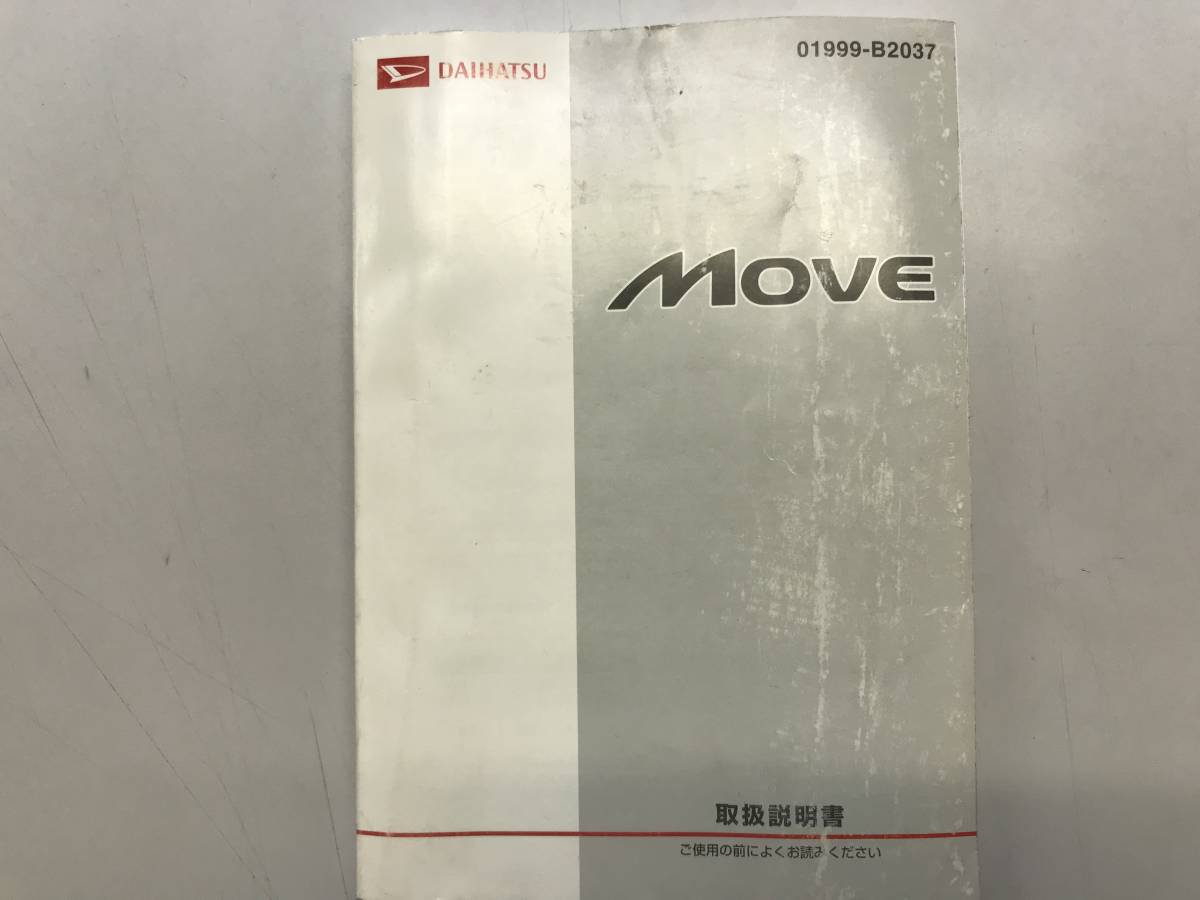 DAIHATSU
01999-B2037
MOVE
取扱説明書
ご使用の前によくお読みください